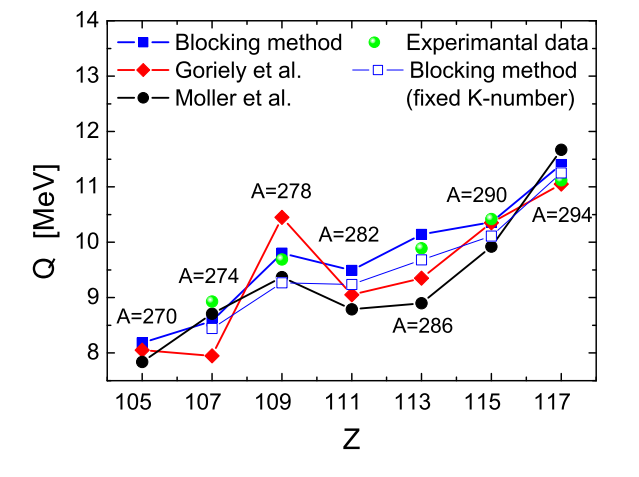 14
13
12
11
10
9
8
Q [MeV]
Blocking method
Goriely et al.
Moller et al.
Experimantal data
Blocking method
(fixed K-number)
A=270
A=274
A=278
A=282
A=286
A=290
A=294
105 107 109 111 113 115 117
Z